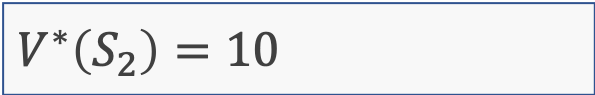 V*(S₂) = 10